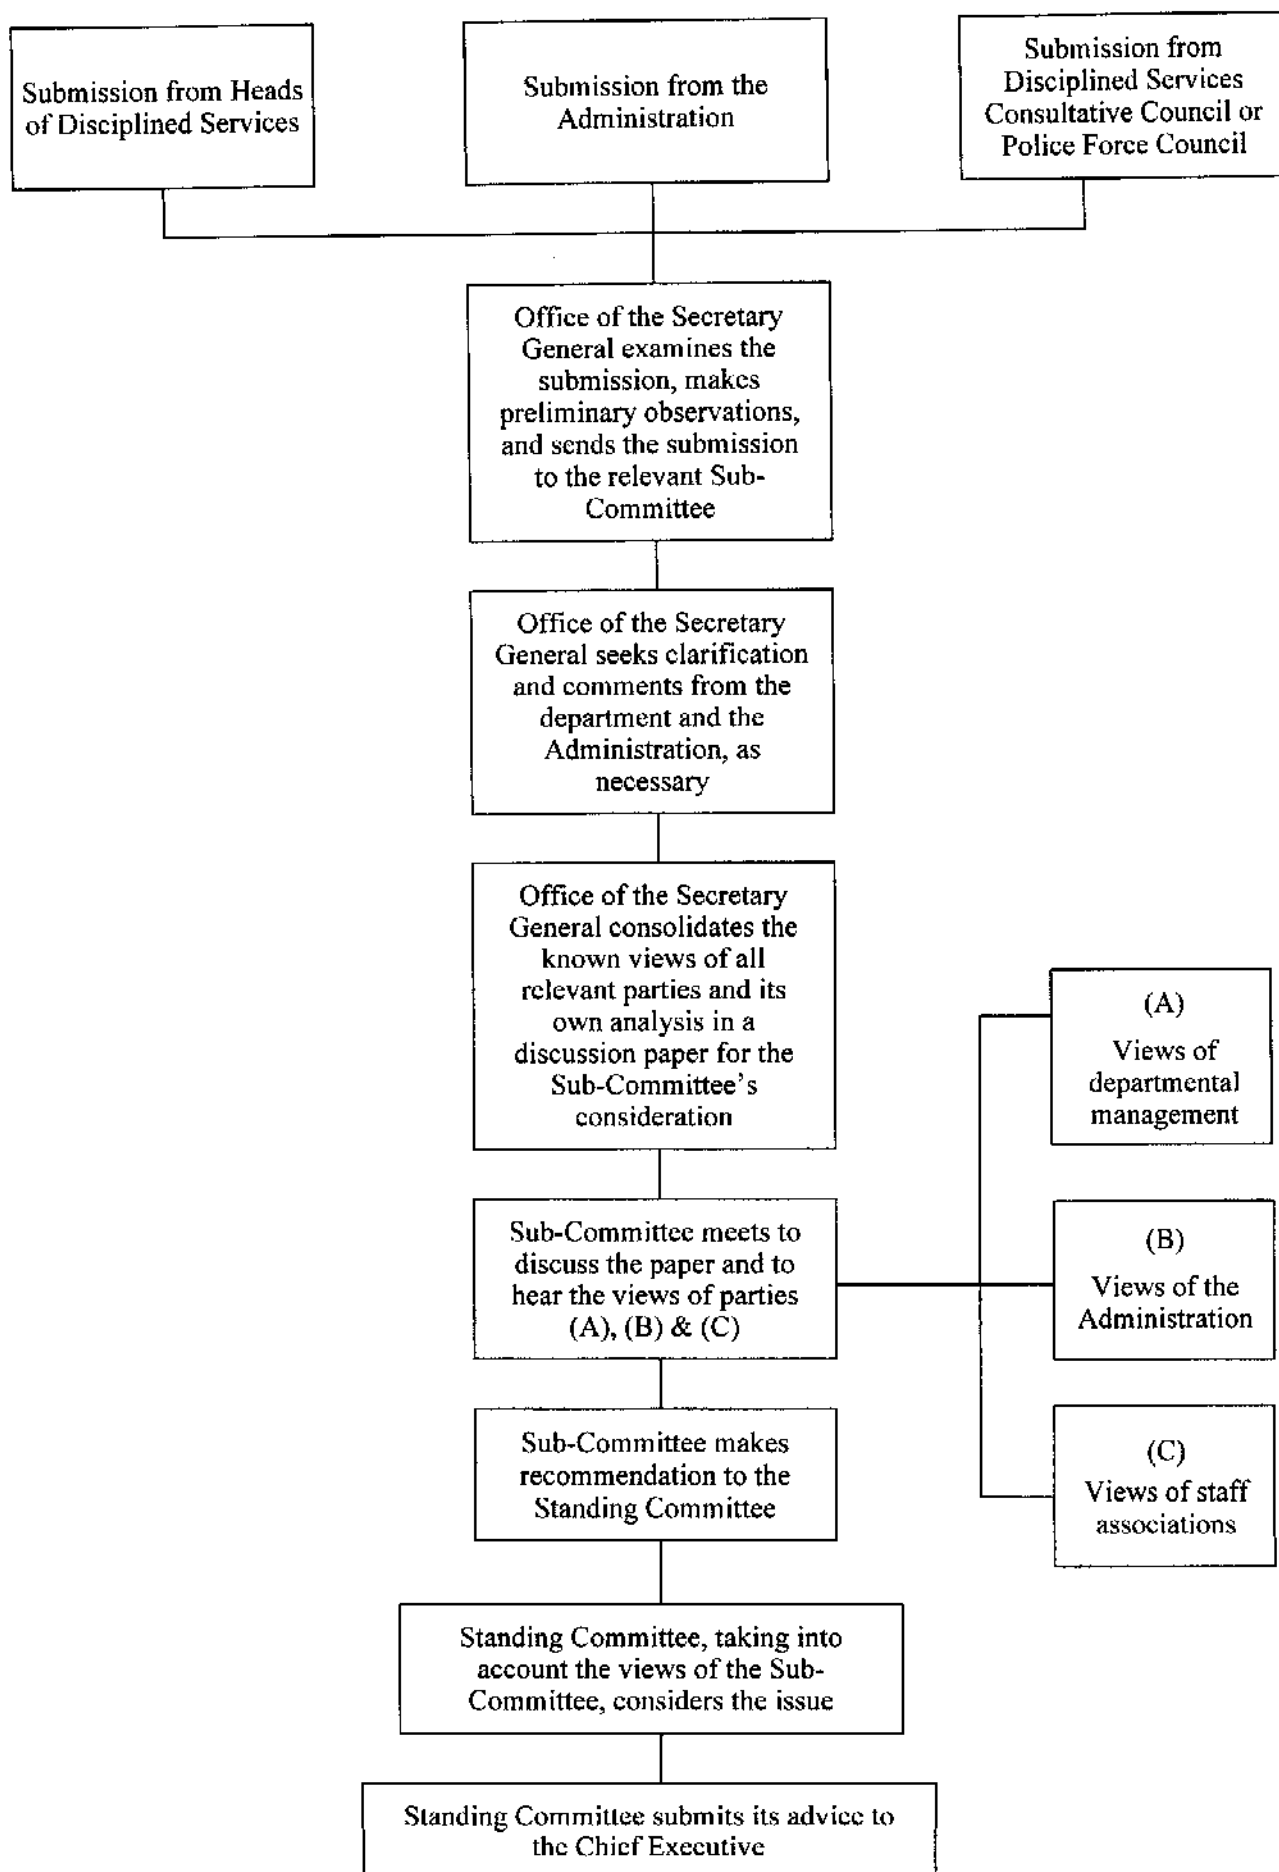 Submission from Heads
of Disciplined Services
Submission from the
Administration
Submission from
Disciplined Services
Consultative Council or
Police Force Council
Office of the Secretary
General examines the
submission, makes
preliminary observations,
and sends the submission
to the relevant Sub-
Committee
Office of the Secretary
General seeks clarification
and comments from the
department and the
Administration, as
necessary
Office of the Secretary
General consolidates the
known views of all
relevant parties and its
own analysis in a
discussion paper for the
Sub-Committee's
consideration
Sub-Committee meets to
discuss the paper and to
hear the views of parties
(A), (B) & (C)
(A)
Views of
departmental
management
(B)
Views of the
Administration
(C)
Views of staff
associations
Sub-Committee makes
recommendation to the
Standing Committee
Standing Committee, taking into
account the views of the Sub-
Committee, considers the issue
Standing Committee submits its advice to
the Chief Executive